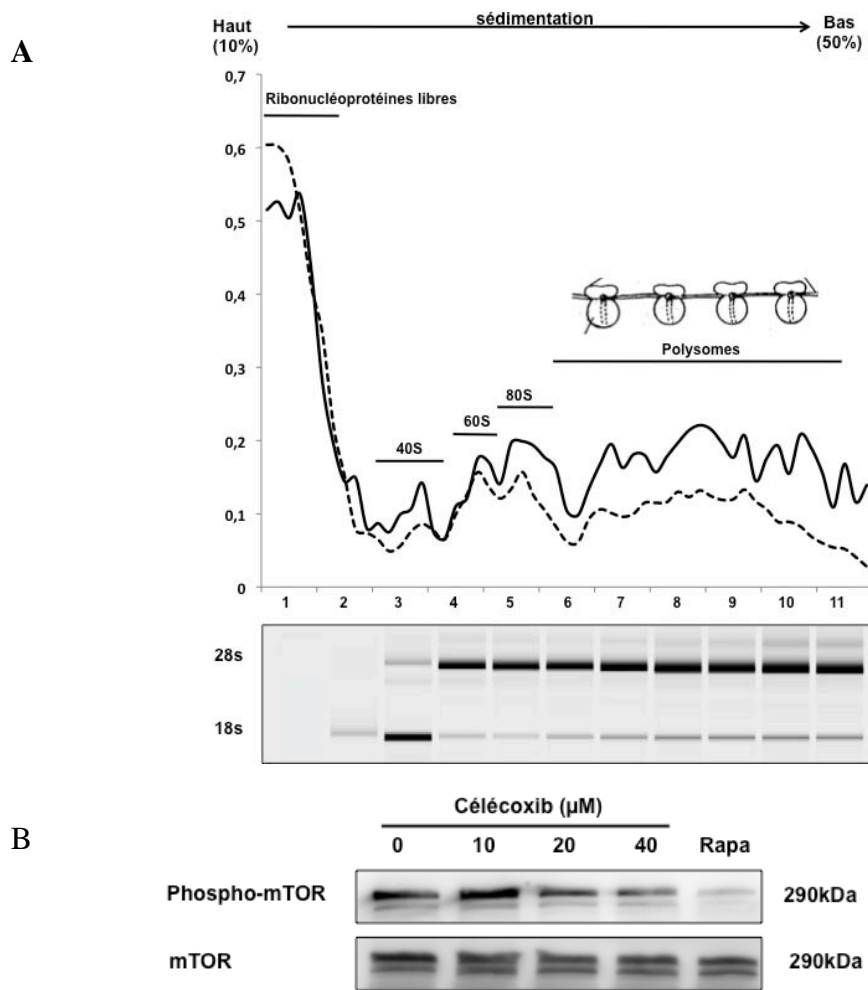 A
Haut
(10%)
sédimentation
Bas
(50%)
0,7
0,6
0,5
0,4
0,3
0,2
0,1
0
Ribonucléoprotéines libres
40S
60S
80S
Polysomes
1 2 3 4 5 6 7 8 9 10 11
28s
18s
B
Célécoxib (µM)
0 10 20 40 Rapa
Phospho-mTOR 290kDa
mTOR 290kDa